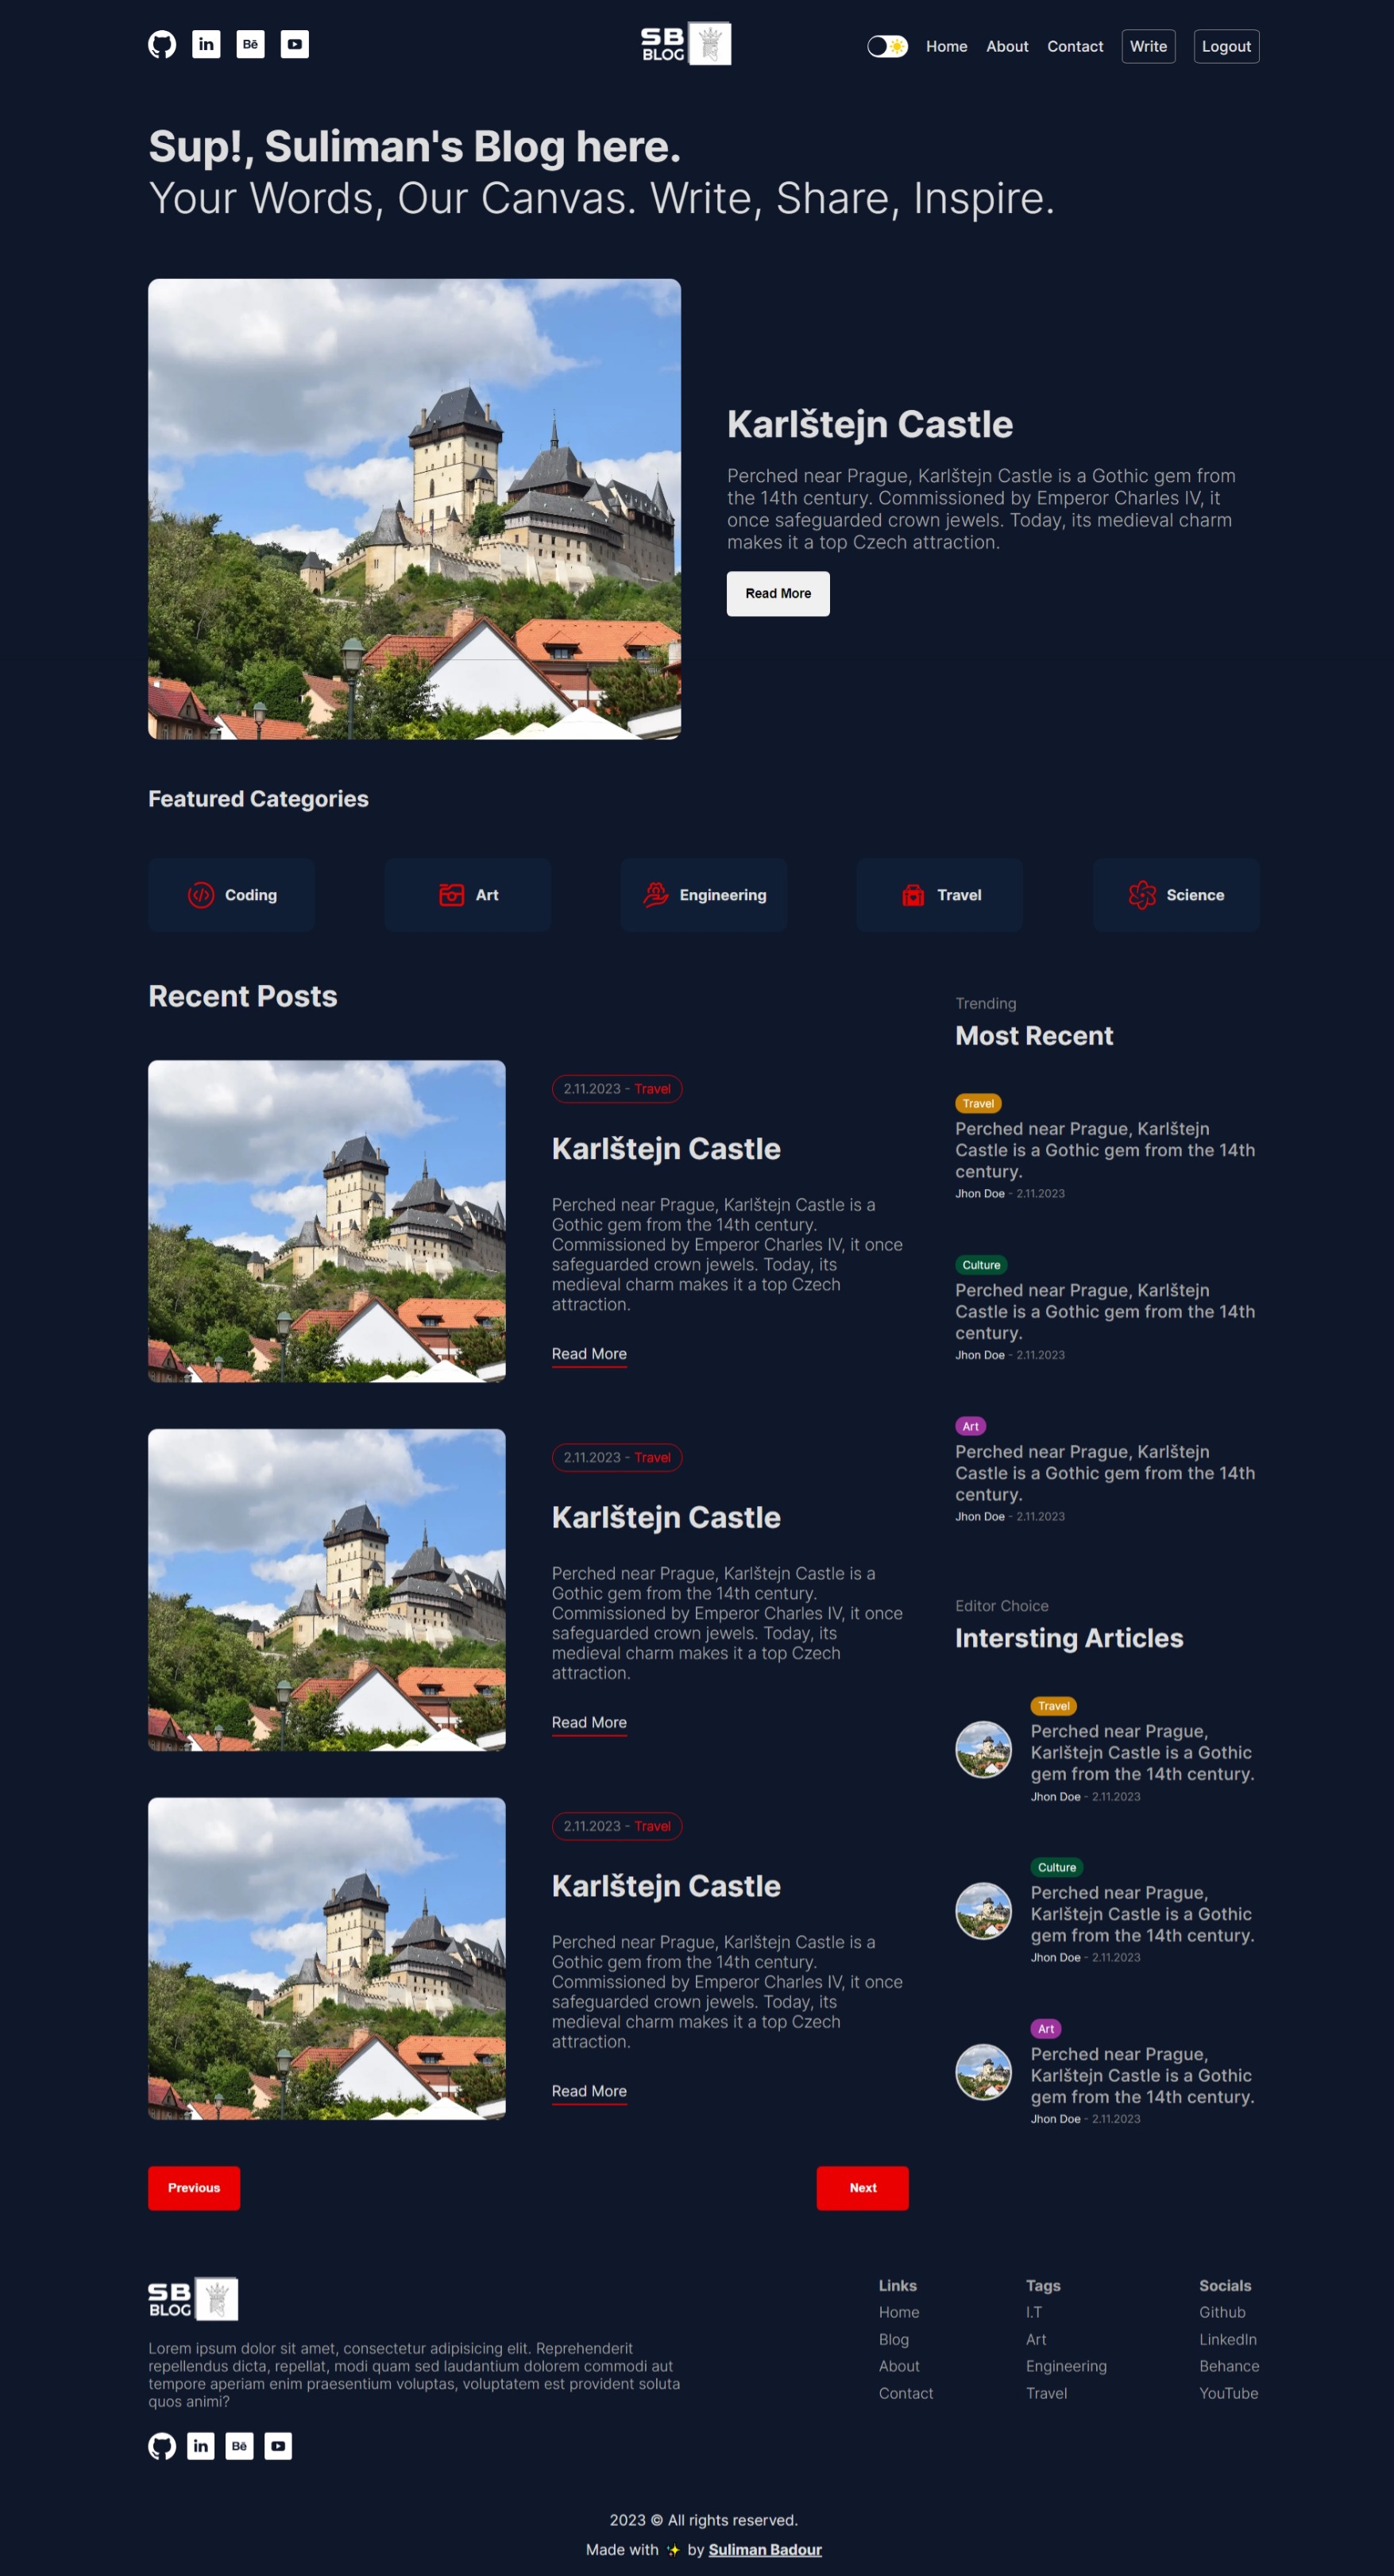 SB
BLOG
Home About Contact Write Logout
Sup!, Suliman's Blog here.
Your Words, Our Canvas. Write, Share, Inspire.
Karlštejn Castle
Perched near Prague, Karlštejn Castle is a Gothic gem from
the 14th century. Commissioned by Emperor Charles IV, it
once safeguarded crown jewels. Today, its medieval charm
makes it a top Czech attraction.
Read More
Featured Categories
Coding Art Engineering Travel Science
Recent Posts
2.11.2023 - Travel
Karlštejn Castle
Perched near Prague, Karlštejn Castle is a
Gothic gem from the 14th century.
Commissioned by Emperor Charles IV, it once
safeguarded crown jewels. Today, its
medieval charm makes it a top Czech
attraction.
Read More
2.11.2023 - Travel
Karlštejn Castle
Perched near Prague, Karlštejn Castle is a
Gothic gem from the 14th century.
Commissioned by Emperor Charles IV, it once
safeguarded crown jewels. Today, its
medieval charm makes it a top Czech
attraction.
Read More
2.11.2023 - Travel
Karlštejn Castle
Perched near Prague, Karlštejn Castle is a
Gothic gem from the 14th century.
Commissioned by Emperor Charles IV, it once
safeguarded crown jewels. Today, its
medieval charm makes it a top Czech
attraction.
Read More
Previous Next
Trending
Most Recent
Travel
Perched near Prague, Karlštejn
Castle is a Gothic gem from the 14th
century.
Jhon Doe - 2.11.2023
Culture
Perched near Prague, Karlštejn
Castle is a Gothic gem from the 14th
century.
Jhon Doe - 2.11.2023
Art
Perched near Prague, Karlštejn
Castle is a Gothic gem from the 14th
century.
Jhon Doe - 2.11.2023
Editor Choice
Intersting Articles
Travel
Perched near Prague,
Karlštejn Castle is a Gothic
gem from the 14th century.
Jhon Doe - 2.11.2023
Culture
Perched near Prague,
Karlštejn Castle is a Gothic
gem from the 14th century.
Jhon Doe - 2.11.2023
Art
Perched near Prague,
Karlštejn Castle is a Gothic
gem from the 14th century.
Jhon Doe - 2.11.2023
SB
BLOG
Lorem ipsum dolor sit amet, consectetur adipisicing elit. Reprehenderit
repellendus dicta, repellat, modi quam sed laudantium dolorem commodi aut
tempore aperiam enim praesentium voluptas, voluptatem est provident soluta
quos animi?
Links
Home
Blog
About
Contact
Tags
I.T
Art
Engineering
Travel
Socials
Github
LinkedIn
Behance
YouTube
2023 © All rights reserved.
Made with ✨ by Suliman Badour